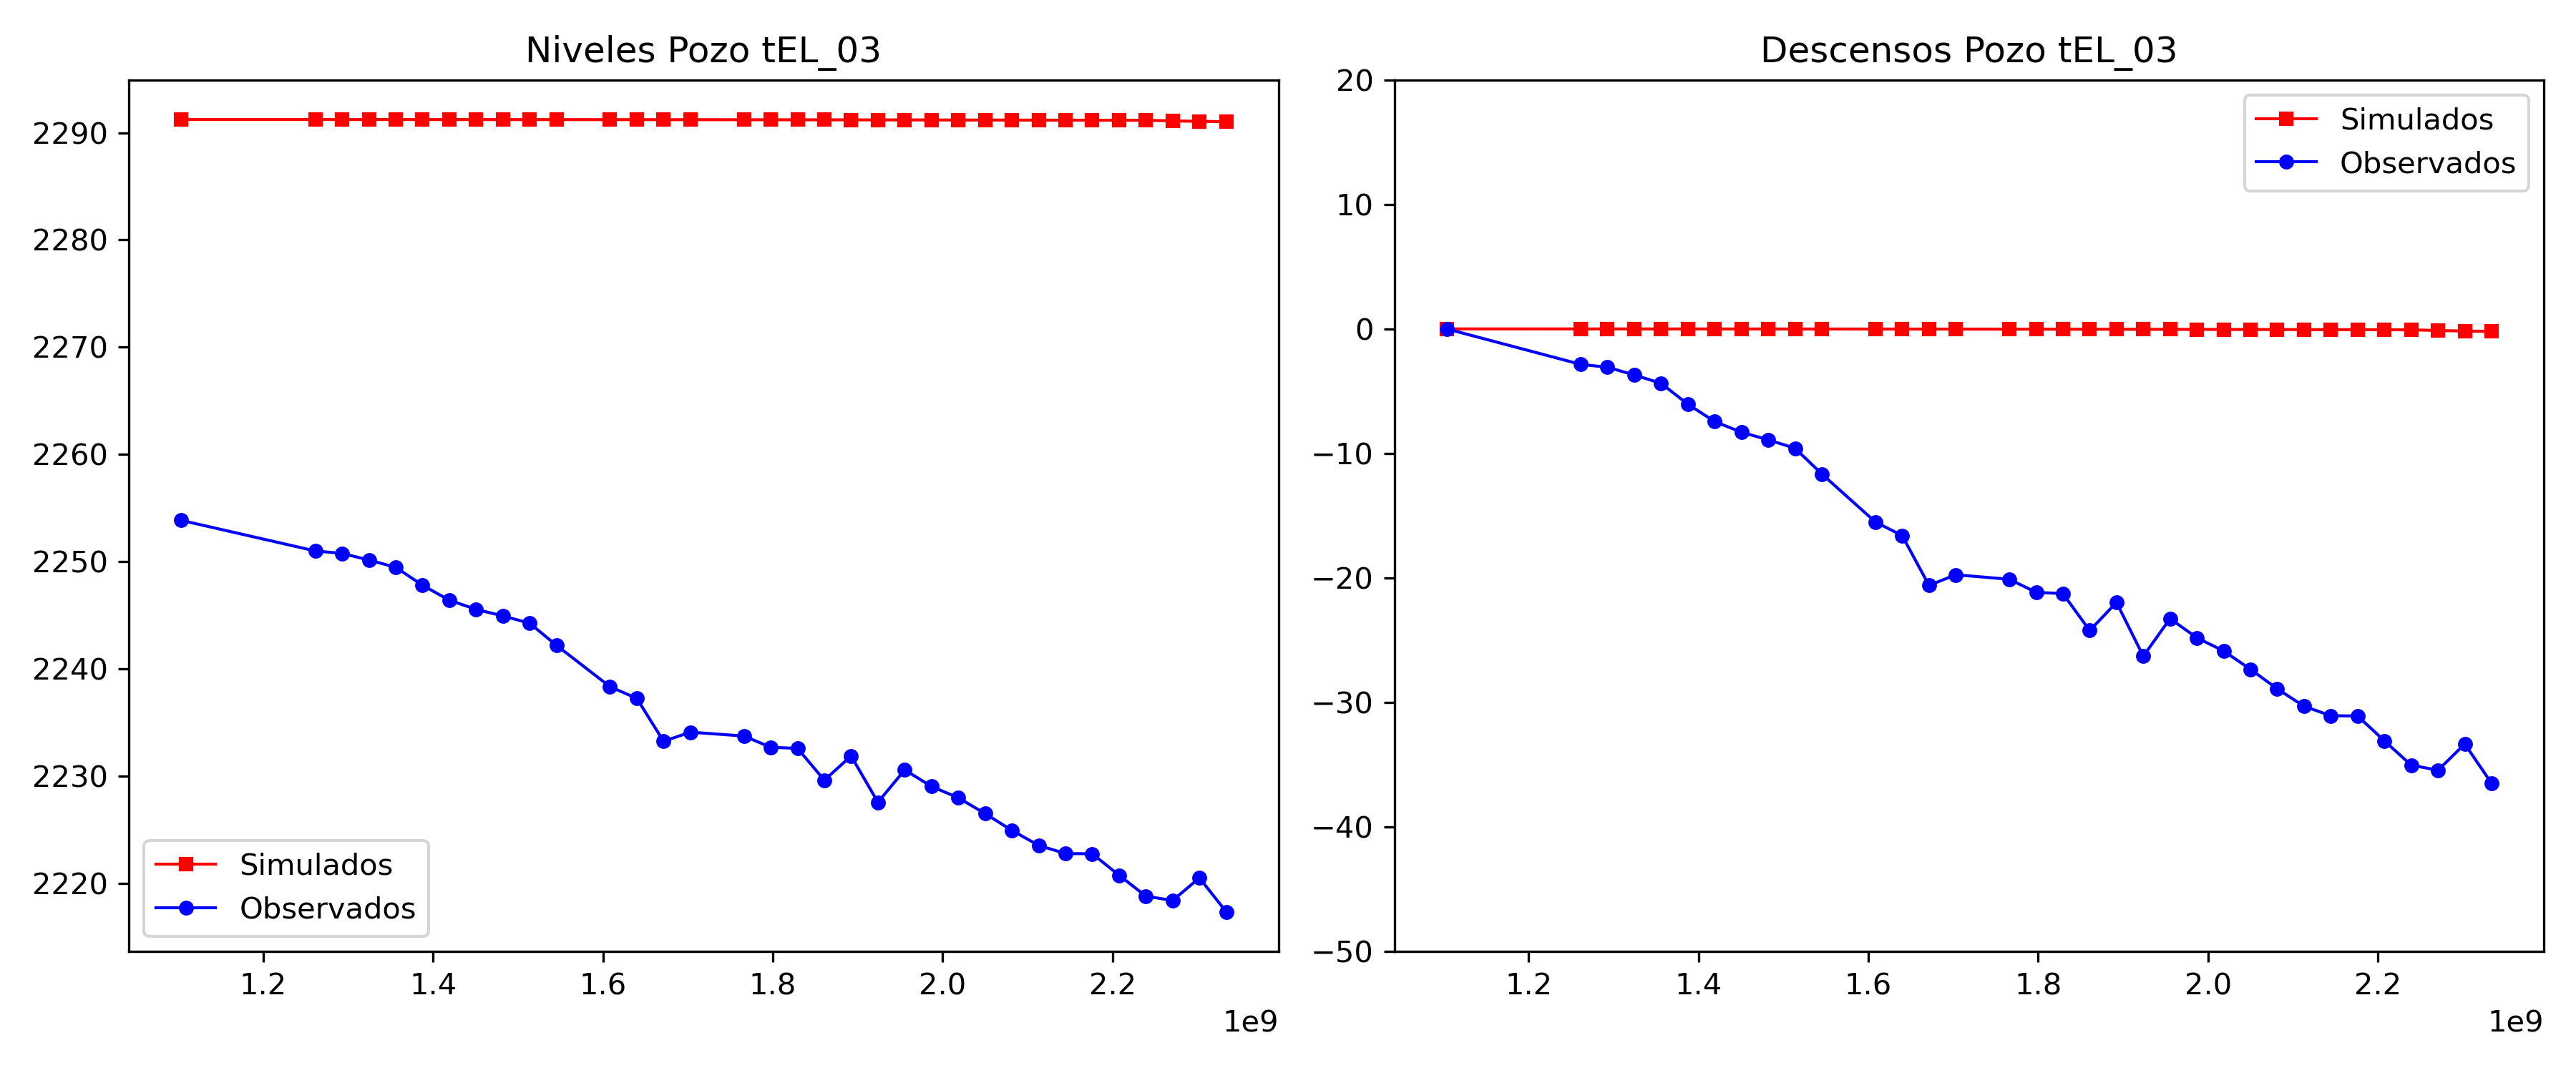 Niveles Pozo tEL_03
2290
2280
2270
2260
2250
2240
2230
2220
Simulados
Observados
1.2 1.4 1.6 1.8 2.0 2.2
1e9
Descensos Pozo tEL_03
20
10
0
−10
−20
−30
−40
−50
Simulados
Observados
1.2 1.4 1.6 1.8 2.0 2.2
1e9